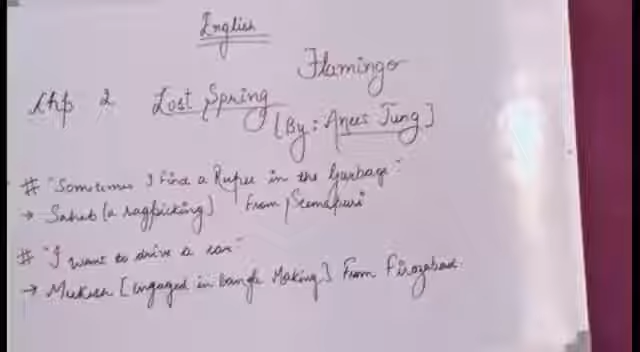 English
Flamingo
Chp 2 Lost Spring
[By: Anees Jung]
# "Sometimes I find a Rupee in the Garbage"
→ Saheb (a ragpicking) From Seemapuri
# "I want to drive a car"
→ Mukesh [engaged in bangle Making] From Firozabad